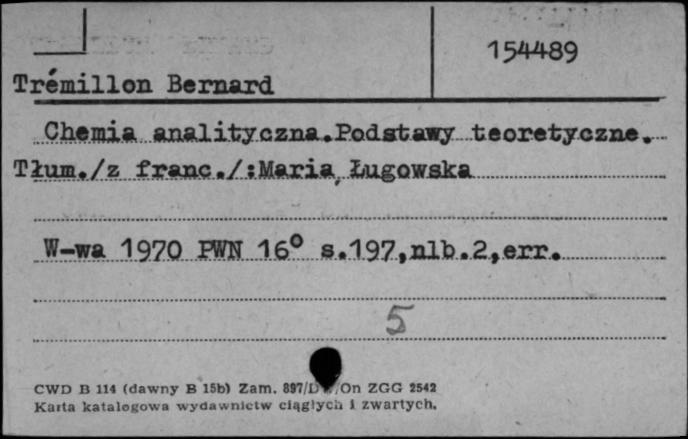 154489
Trémillon Bernard
Chemia analityczna.Podstawy teoretyczne.
Tłum./z franc./:Maria Ługowska
W-wa 1970 PWN 16° s.197,nlb.2,err.
5
CWD B 114 (dawny B 15b) Zam. /On ZGG 2542
Karta katalogowa wydawnictw ciągłych i zwartych.